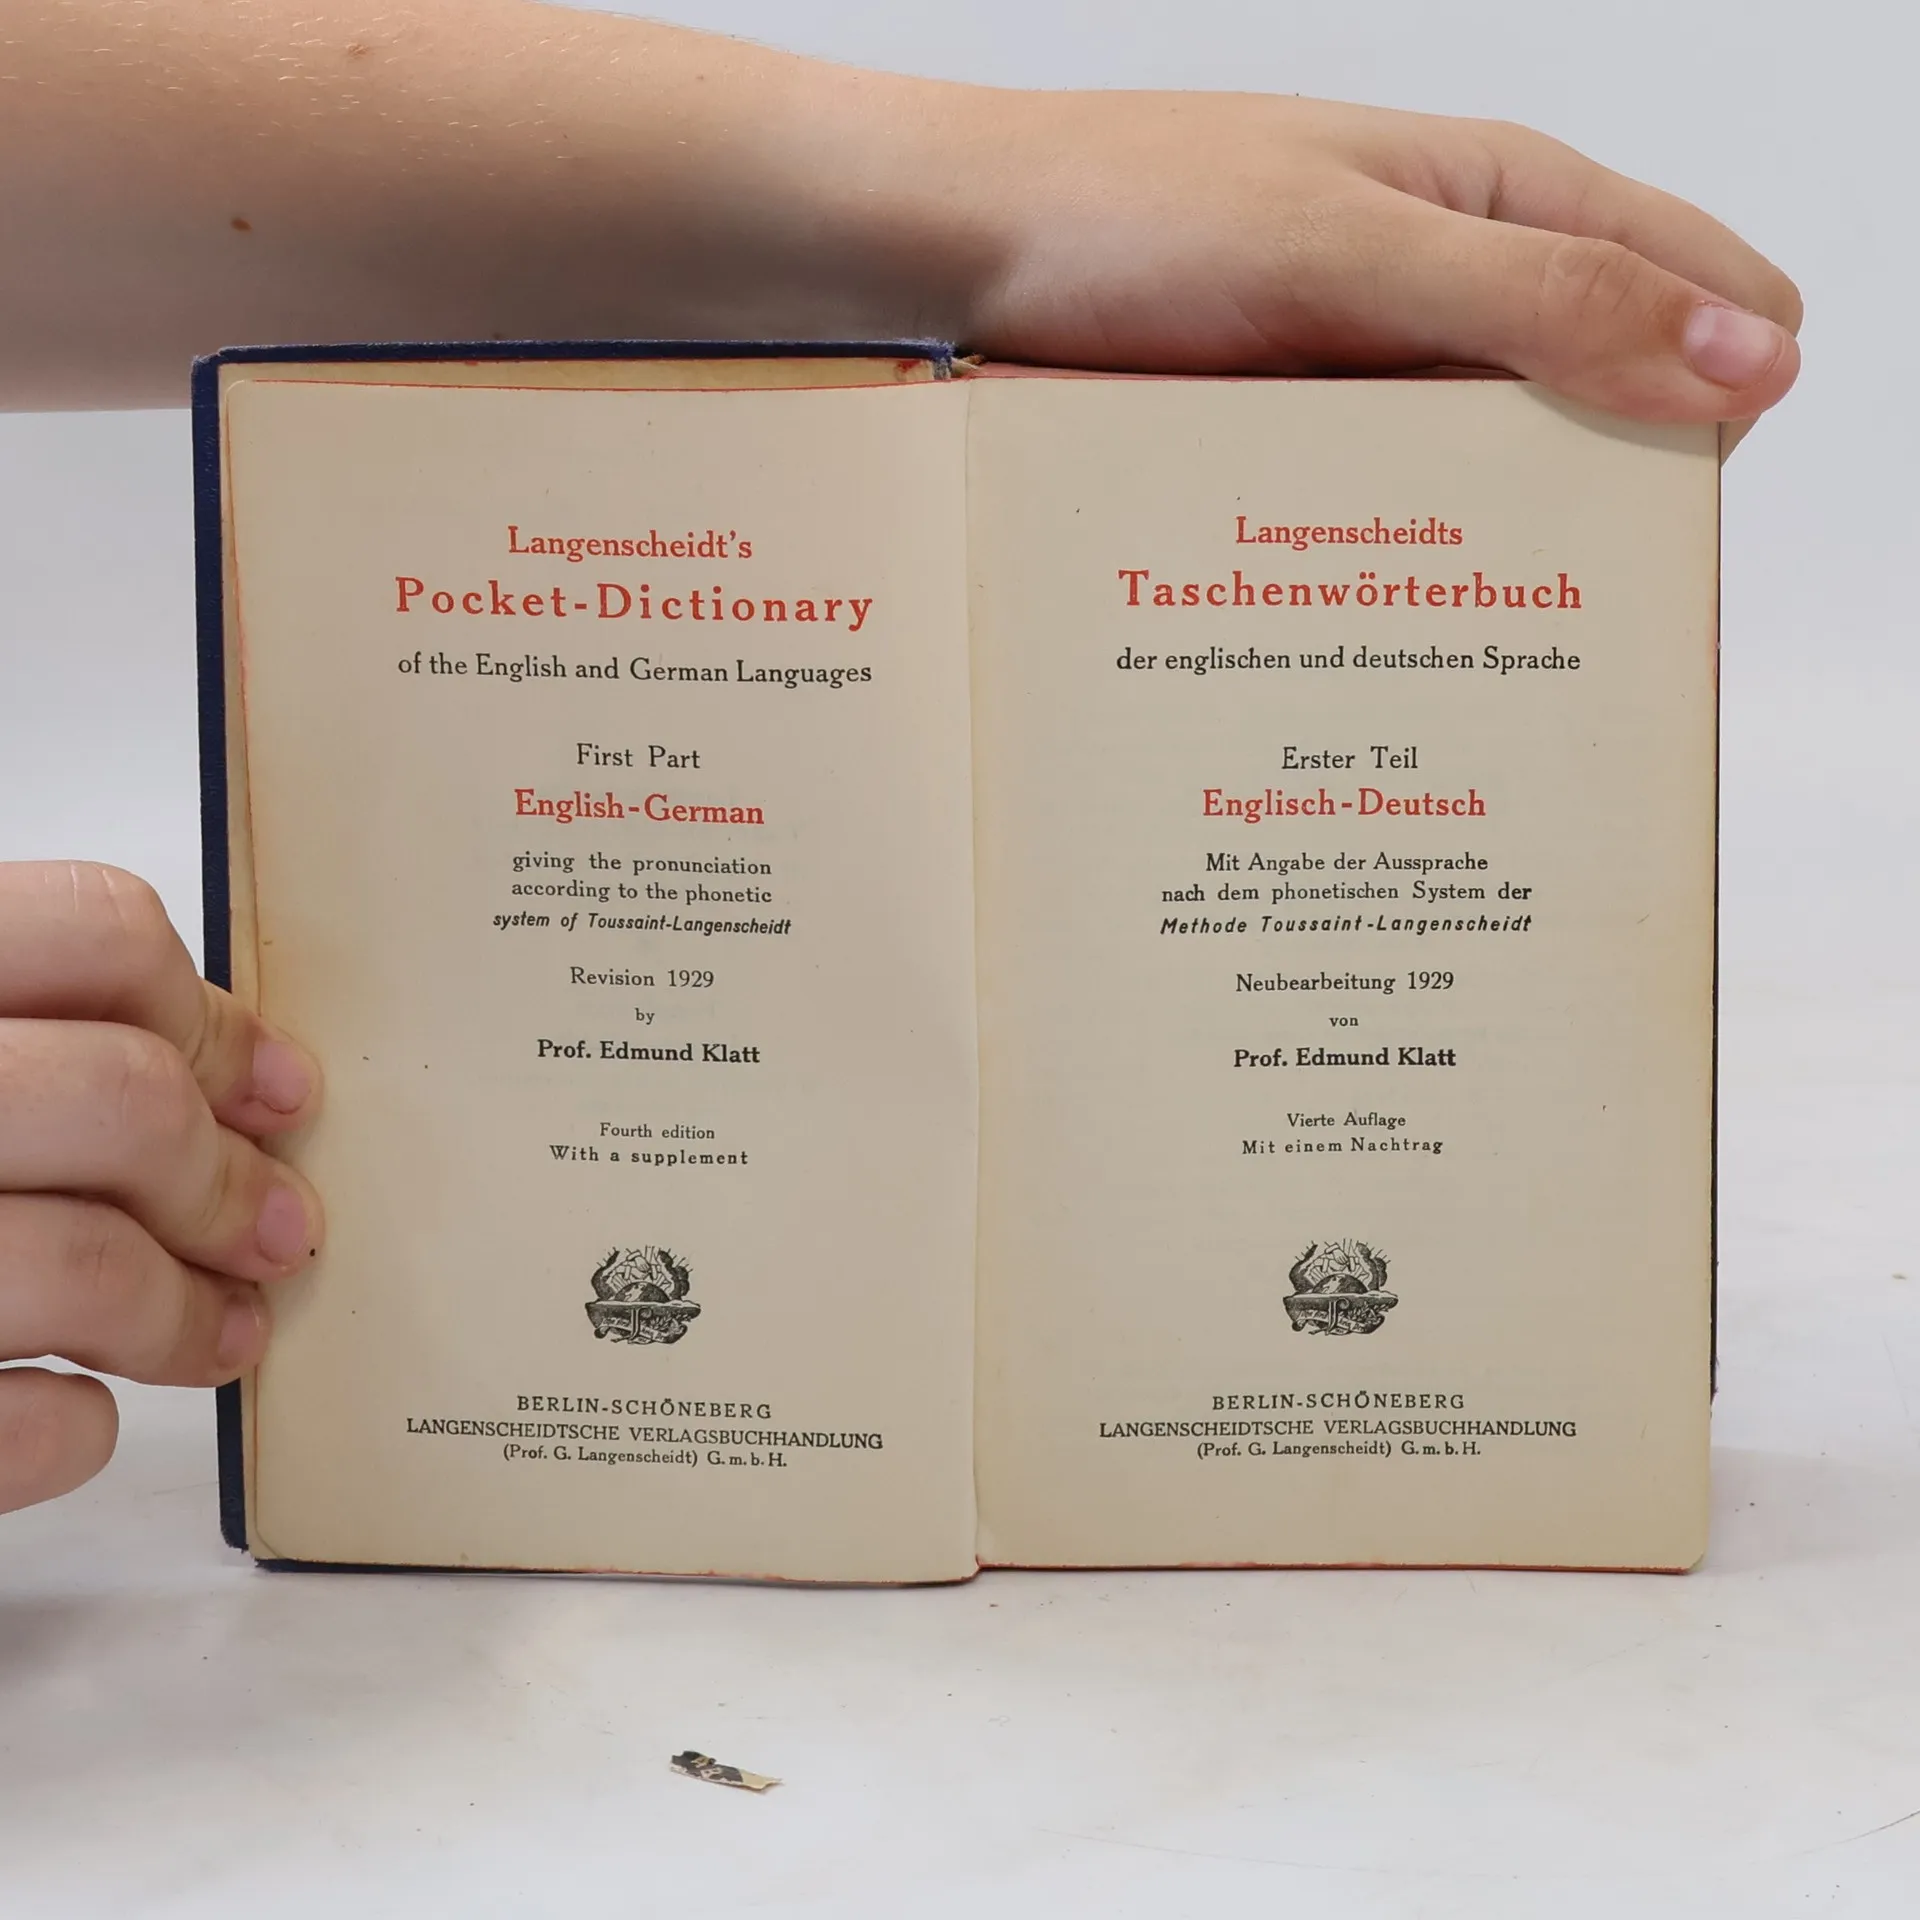 Langenscheidt's
Pocket-Dictionary
of the English and German Languages
First Part
English-German
giving the pronunciation
according to the phonetic
system of Toussaint-Langenscheidt
Revision 1929
by
Prof. Edmund Klatt
Fourth edition
With a supplement
BERLIN-SCHÖNEBERG
LANGENSCHEIDTSCHE VERLAGSBUCHHANDLUNG
(Prof. G. Langenscheidt) G.m.b.H.
Langenscheidts
Taschenwörterbuch
der englischen und deutschen Sprache
Erster Teil
Englisch-Deutsch
Mit Angabe der Aussprache
nach dem phonetischen System der
Methode Toussaint-Langenscheidt
Neubearbeitung 1929
von
Prof. Edmund Klatt
Vierte Auflage
Mit einem Nachtrag
BERLIN-SCHÖNEBERG
LANGENSCHEIDTSCHE VERLAGSBUCHHANDLUNG
(Prof. G. Langenscheidt) G.m.b.H.